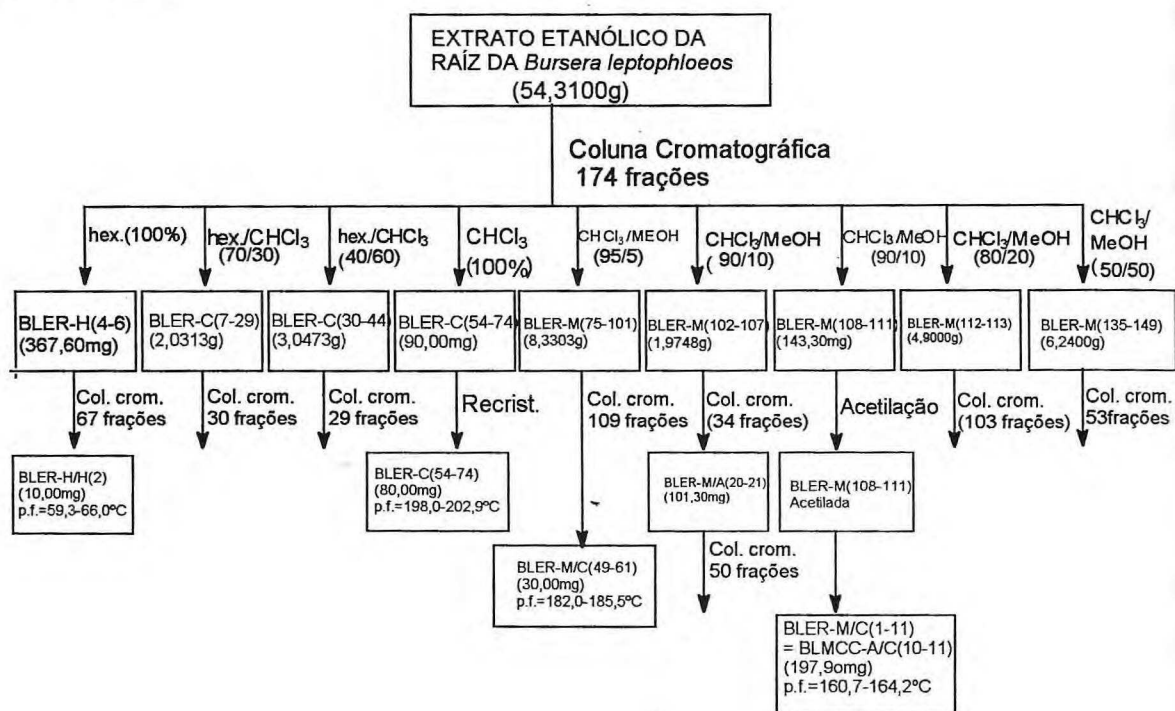 EXTRATO ETANÓLICO DA
RAÍZ DA Bursera leptophloeos
(54,3100g)
Coluna Cromatográfica
174 frações
hex.(100%)
hex./CHCl3
(70/30)
hex./CHCl3
(40/60)
CHCl3
(100%)
CHCl3/MEOH
(95/5)
CHCl3/MeOH
(90/10)
CHCl3/MeOH
(90/10)
CHCl3/MeOH
(80/20)
CHCl3/
MeOH
(50/50)
BLER-H(4-6)
(367,60mg)
BLER-C(7-29)
(2,0313g)
BLER-C(30-44)
(3,0473g)
BLER-C(54-74)
(90,00mg)
BLER-M(75-101)
(8,3303g)
BLER-M(102-107)
(1,9748g)
BLER-M(108-111)
(143,30mg)
BLER-M(112-113)
(4,9000g)
BLER-M(135-149)
(6,2400g)
Col. crom.
67 frações
Col. crom.
30 frações
Col. crom.
29 frações
Recrist.
Col. crom.
109 frações
Col. crom.
(34 frações)
Acetilação
Col. crom.
(103 frações)
Col. crom.
53frações
BLER-H/H(2)
(10,00mg)
p.f.=59,3-66,0ºC
BLER-C(54-74)
(80,00mg)
p.f.=198,0-202,9ºC
BLER-M/C(49-61)
(30,00mg)
p.f.=182,0-185,5ºC
BLER-M/A(20-21)
(101,30mg)
Col. crom.
50 frações
BLER-M(108-111)
Acetilada
BLER-M/C(1-11)
= BLMCC-A/C(10-11)
(197,9omg)
p.f.=160,7-164,2ºC